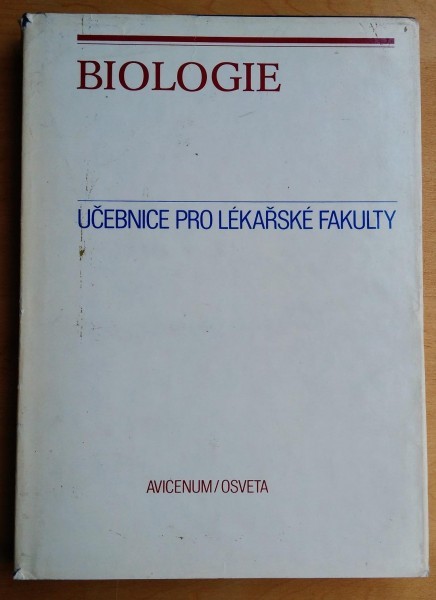 BIOLOGIE
UČEBNICE PRO LÉKAŘSKÉ FAKULTY
AVICENUM/OSVETA